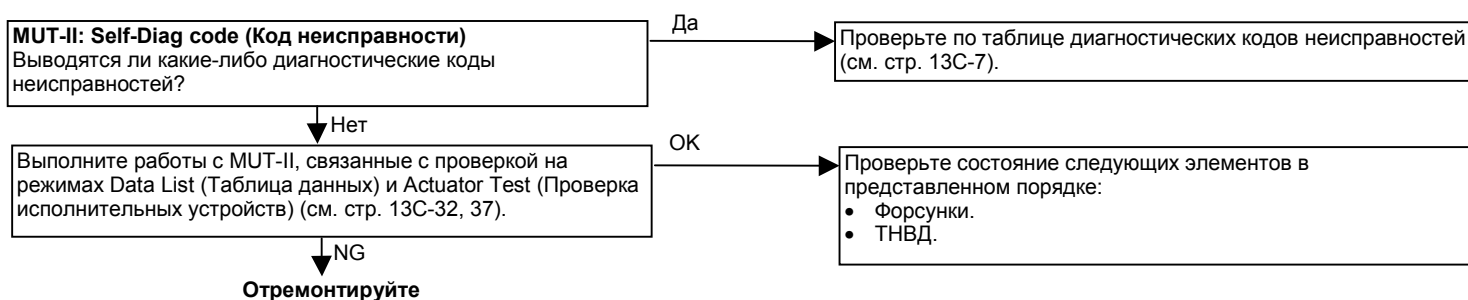 MUT-II: Self-Diag code (Код неисправности)
Выводятся ли какие-либо диагностические коды
неисправностей?
Да
Проверьте по таблице диагностических кодов неисправностей
(см. стр. 13C-7).
Нет
Выполните работы с MUT-II, связанные с проверкой на
режимах Data List (Таблица данных) и Actuator Test (Проверка
исполнительных устройств) (см. стр. 13C-32, 37).
OK
Проверьте состояние следующих элементов в
представленном порядке:
• Форсунки.
• ТНВД.
NG
Отремонтируйте